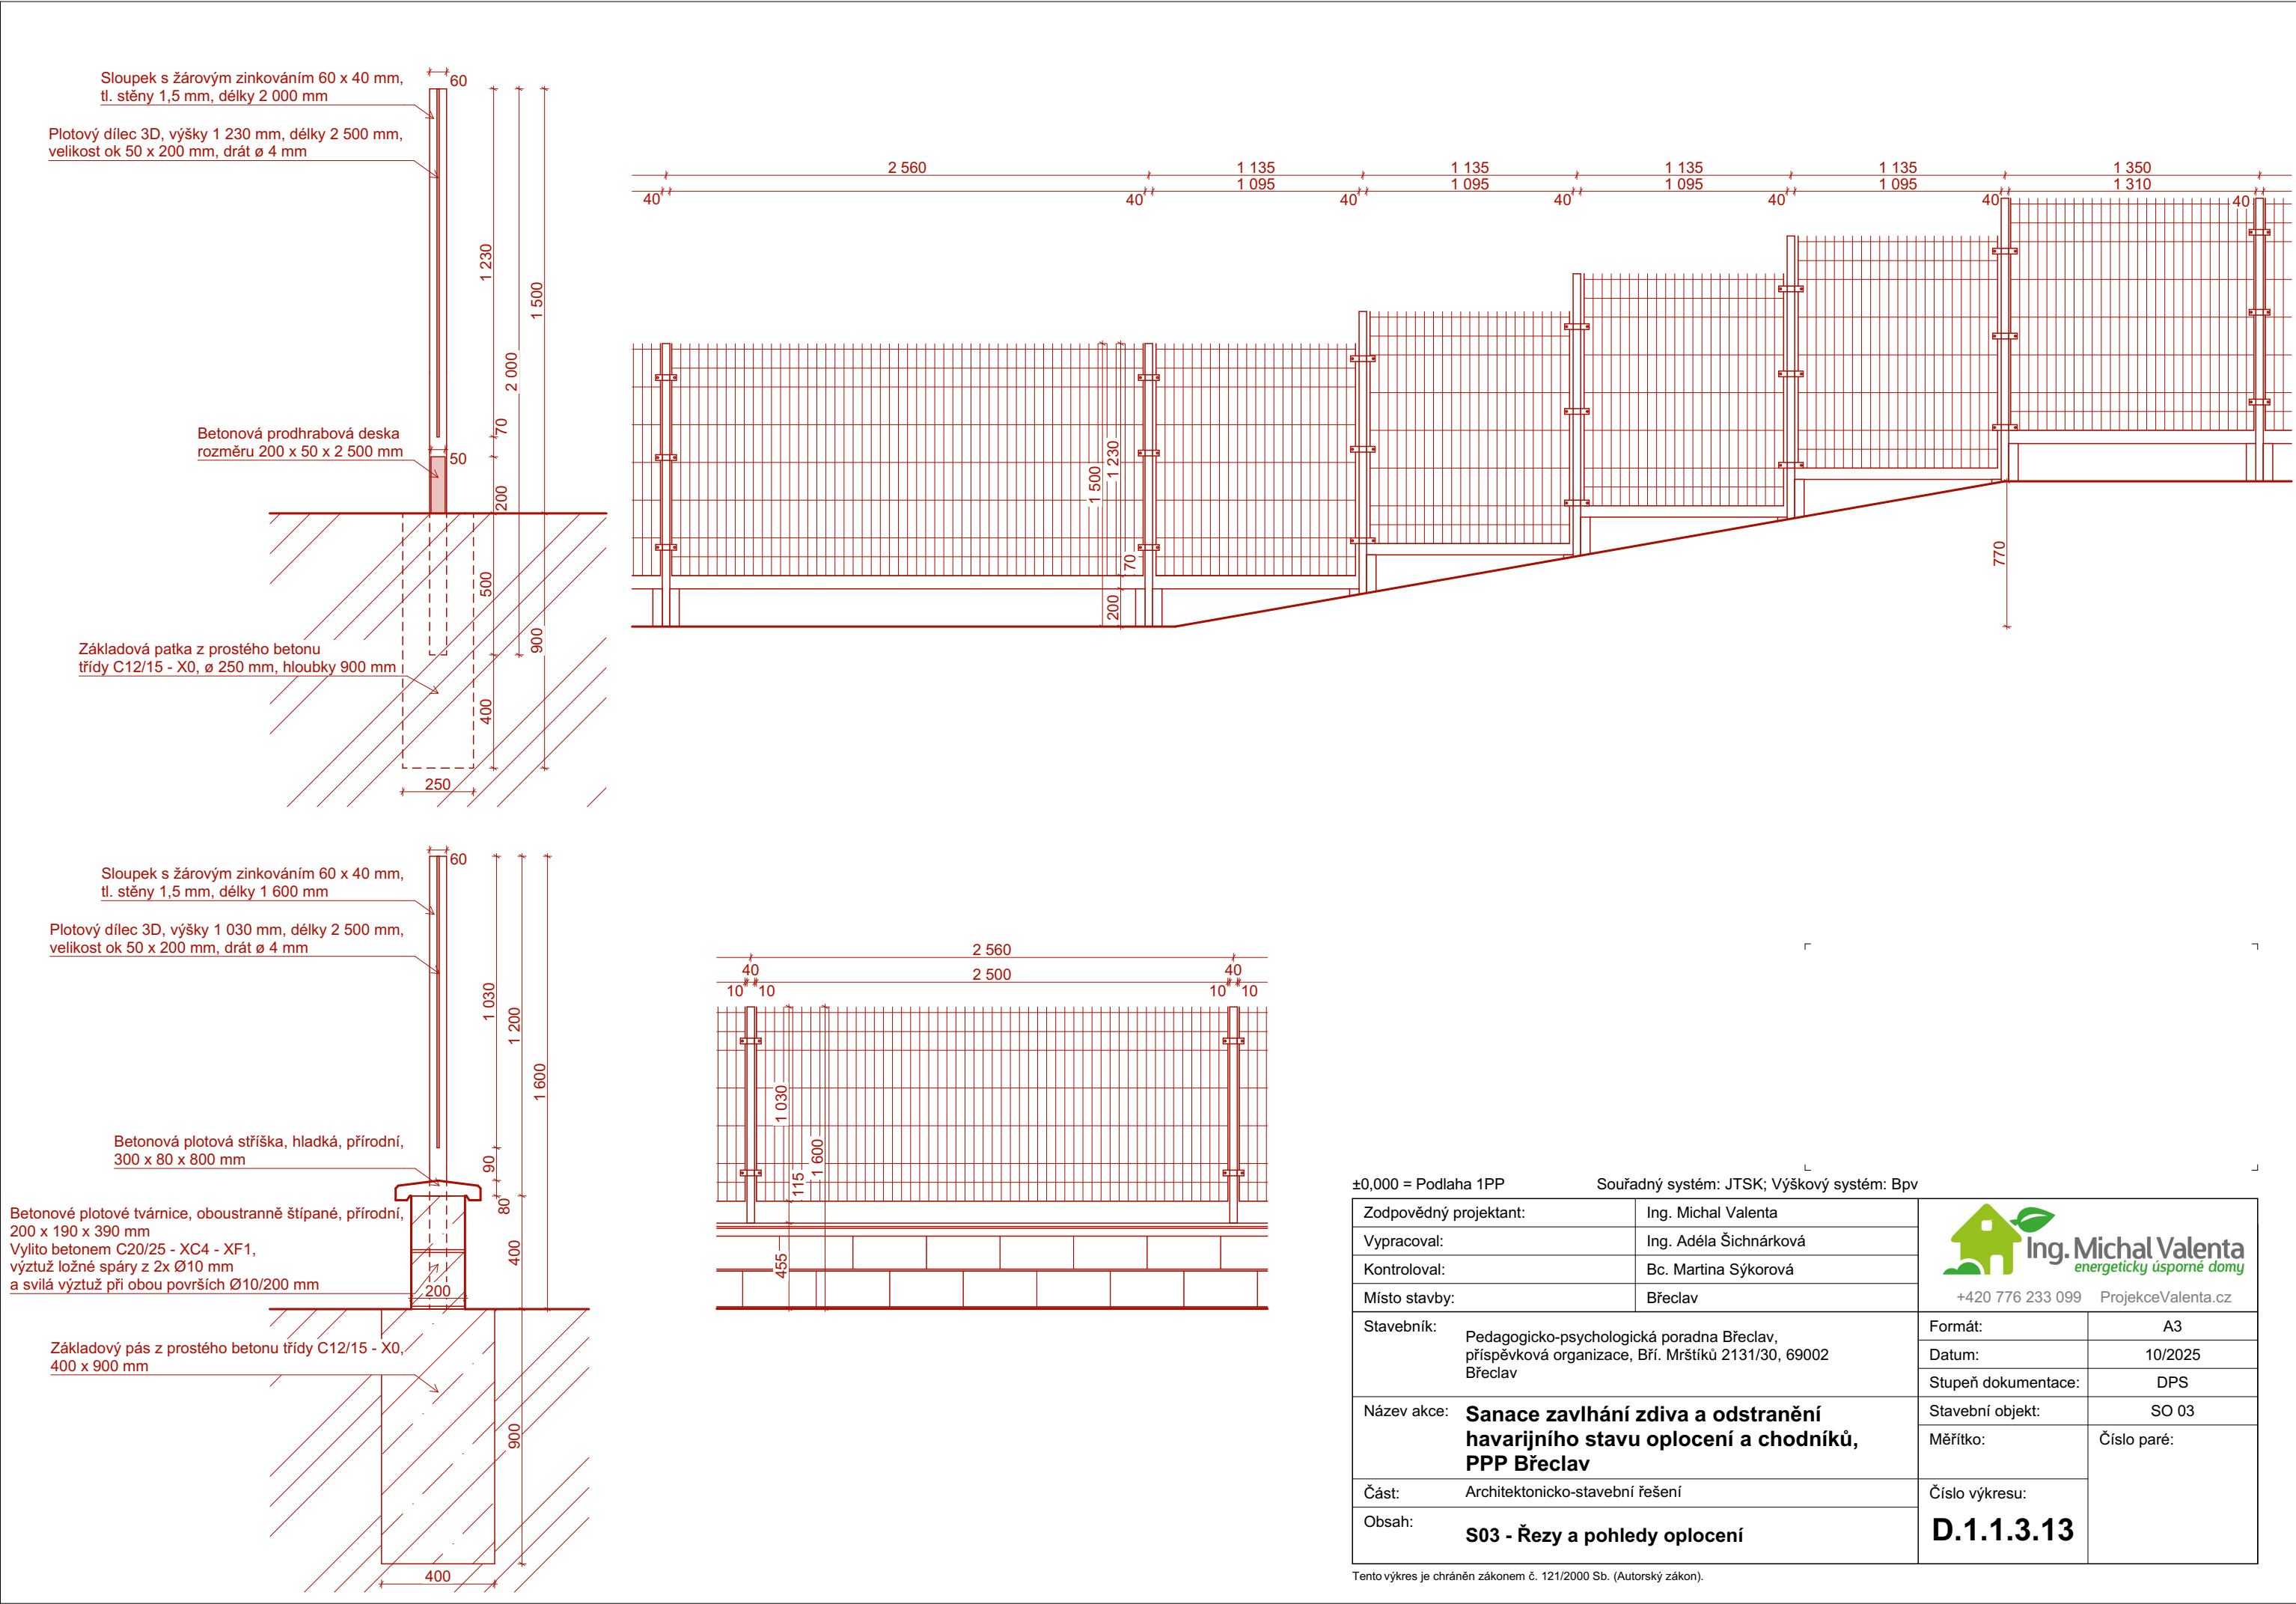 Sloupek s žárovým zinkováním 60 x 40 mm,
tl. stěny 1,5 mm, délky 2 000 mm
Plotový dílec 3D, výšky 1 230 mm, délky 2 500 mm,
velikost ok 50 x 200 mm, drát ø 4 mm
Betonová prodhrabová deska
rozměru 200 x 50 x 2 500 mm
Základová patka z prostého betonu
třídy C12/15 - X0, ø 250 mm, hloubky 900 mm
60
1 230
1 500
2 000
70
50
200
500
900
400
250
2 560
1 135
1 135
1 135
1 135
1 350
1 095
1 095
1 095
1 095
1 310
40
40
40
40
40
40
40
1 500
1 230
70
200
770
Sloupek s žárovým zinkováním 60 x 40 mm,
tl. stěny 1,5 mm, délky 1 600 mm
Plotový dílec 3D, výšky 1 030 mm, délky 2 500 mm,
velikost ok 50 x 200 mm, drát ø 4 mm
Betonová plotová stříška, hladká, přírodní,
300 x 80 x 800 mm
Betonové plotové tvárnice, oboustranně štípané, přírodní,
200 x 190 x 390 mm
Vylito betonem C20/25 - XC4 - XF1,
výztuž ložné spáry z 2x Ø10 mm
a svilá výztuž při obou površích Ø10/200 mm
Základový pás z prostého betonu třídy C12/15 - X0,
400 x 900 mm
60
1 030
1 200
1 600
90
80
400
200
900
400
2 560
40
2 500
40
10
10
10
10
1 030
1 600
115
455
±0,000 = Podlaha 1PP
Souřadný systém: JTSK; Výškový systém: Bpv
Zodpovědný projektant:
Ing. Michal Valenta
Vypracoval:
Ing. Adéla Šichnárková
Kontroloval:
Bc. Martina Sýkorová
Místo stavby:
Břeclav
Ing. Michal Valenta
energeticky úsporné domy
+420 776 233 099 ProjekceValenta.cz
Stavebník:
Pedagogicko-psychologická poradna Břeclav,
příspěvková organizace, Bří. Mrštíků 2131/30, 69002
Břeclav
Formát:
A3
Datum:
10/2025
Stupeň dokumentace:
DPS
Název akce:
Sanace zavlhání zdiva a odstranění
havarijního stavu oplocení a chodníků,
PPP Břeclav
Stavební objekt:
SO 03
Měřítko:
Číslo paré:
Část:
Architektonicko-stavební řešení
Číslo výkresu:
D.1.1.3.13
Obsah:
S03 - Řezy a pohledy oplocení
Tento výkres je chráněn zákonem č. 121/2000 Sb. (Autorský zákon).